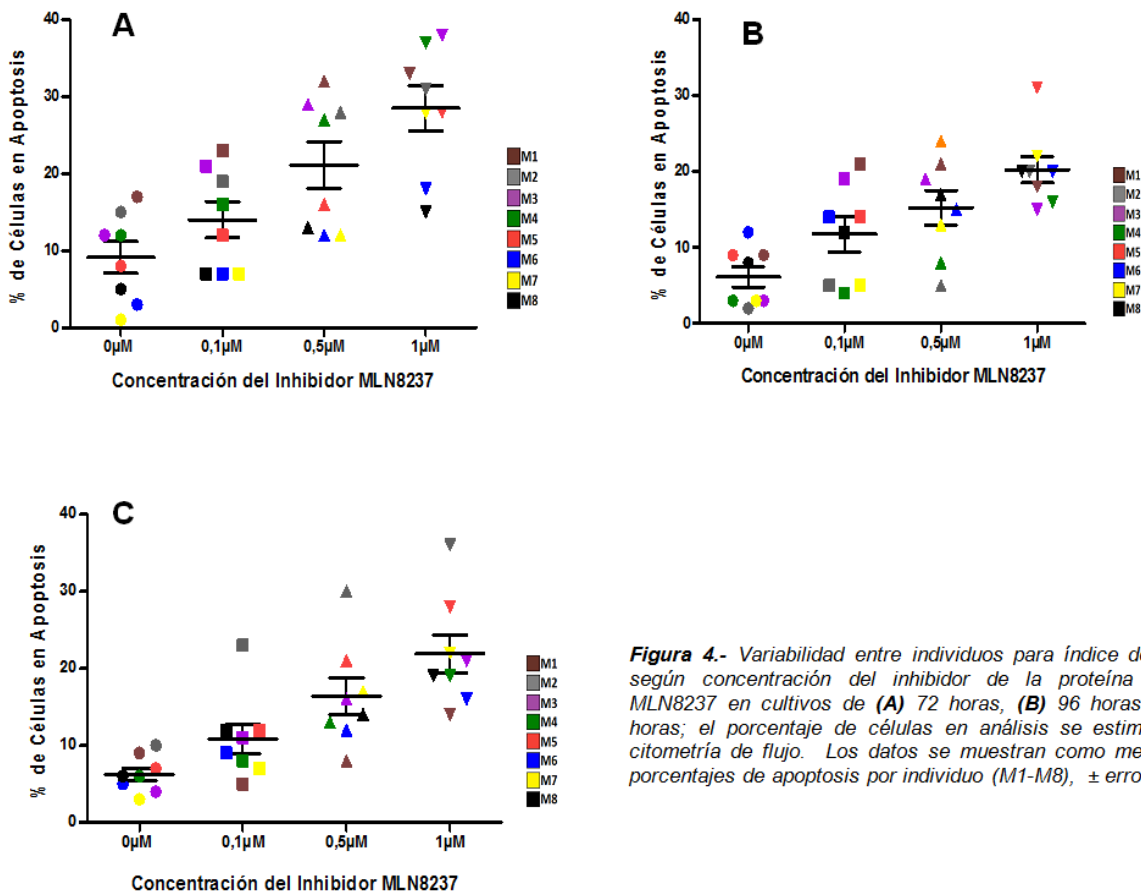 A
% de Células en Apoptosis
40
30
20
10
0
0µM
0,1µM
0,5µM
1µM
Concentración del Inhibidor MLN8237
M1
M2
M3
M4
M5
M6
M7
M8
B
% de Células en Apoptosis
40
30
20
10
0
0µM
0,1µM
0,5µM
1µM
Concentración del Inhibidor MLN8237
M1
M2
M3
M4
M5
M6
M7
M8
C
% de Células en Apoptosis
40
30
20
10
0
0µM
0,1µM
0,5µM
1µM
Concentración del Inhibidor MLN8237
M1
M2
M3
M4
M5
M6
M7
M8
Figura 4.- Variabilidad entre individuos para índice d
según concentración del inhibidor de la proteína
MLN8237 en cultivos de (A) 72 horas, (B) 96 horas
horas; el porcentaje de células en análisis se estim
citometría de flujo. Los datos se muestran como me
porcentajes de apoptosis por individuo (M1-M8), ± erro